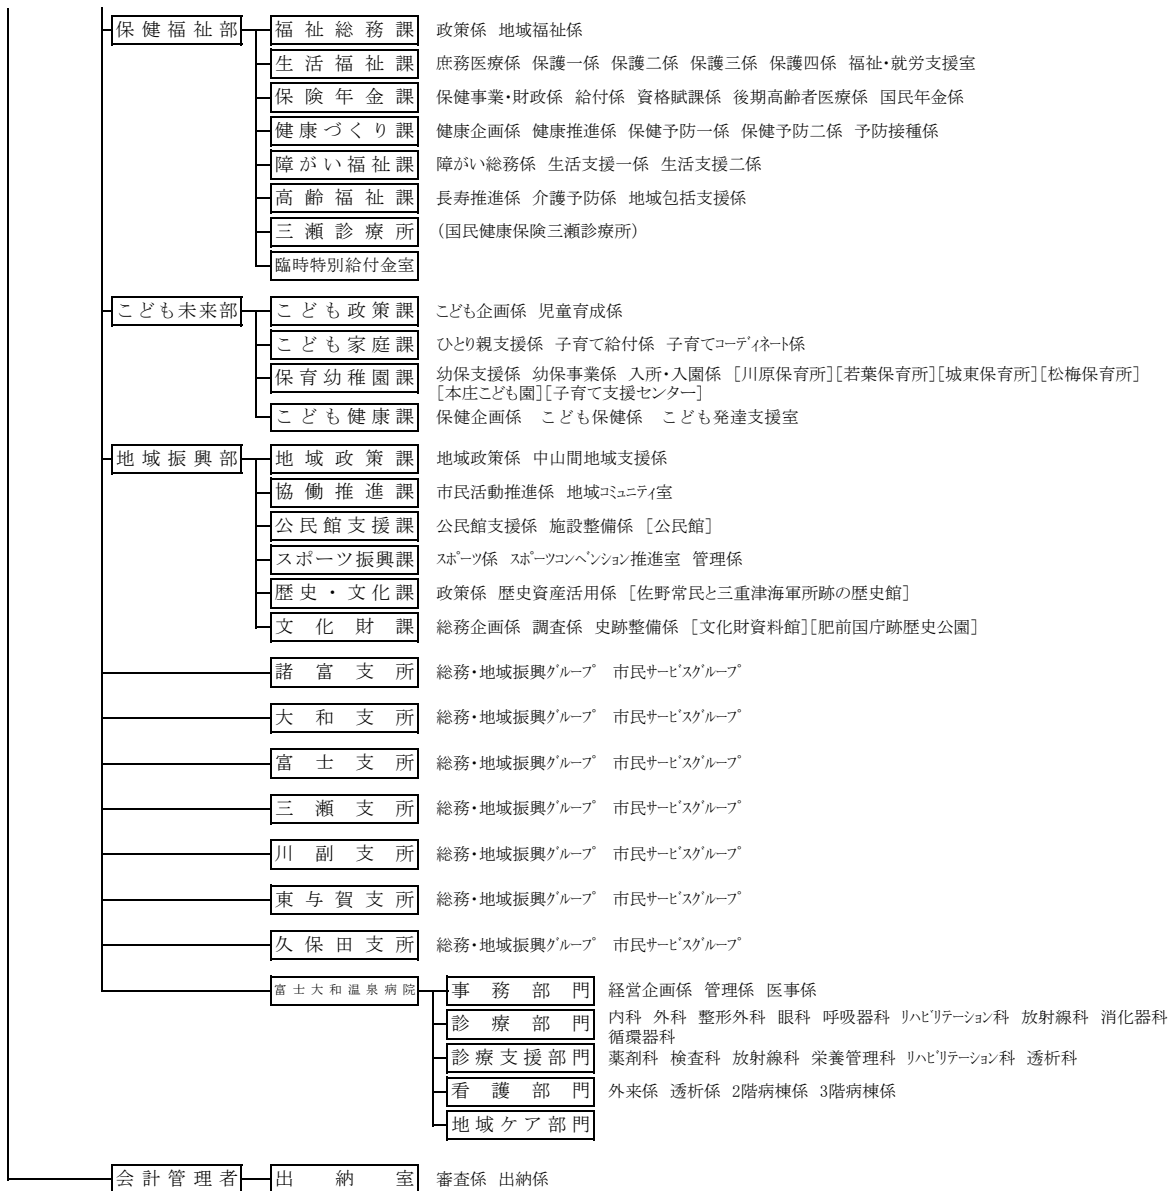 保健福祉部 福祉総務課 政策係 地域福祉係
生活福祉課 庶務医療係 保護一係 保護二係 保護三係 保護四係 福祉・就労支援室
保険年金課 保健事業・財政係 給付係 資格賦課係 後期高齢者医療係 国民年金係
健康づくり課 健康企画係 健康推進係 保健予防一係 保健予防二係 予防接種係
障がい福祉課 障がい総務係 生活支援一係 生活支援二係
高齢福祉課 長寿推進係 介護予防係 地域包括支援係
三瀬診療所 (国民健康保険三瀬診療所)
臨時特別給付金室
こども未来部 こども政策課 こども企画係 児童育成係
こども家庭課 ひとり親支援係 子育て給付係 子育てコーディネート係
保育幼稚園課 幼保支援係 幼保事業係 入所・入園係 [川原保育所][若葉保育所][城東保育所][松梅保育所]
[本庄こども園][子育て支援センター]
こども健康課 保健企画係 こども保健係 こども発達支援室
地域振興部 地域政策課 地域政策係 中山間地域支援係
協働推進課 市民活動推進係 地域コミュニティ室
公民館支援課 公民館支援係 施設整備係 [公民館]
スポーツ振興課 スポーツ係 スポーツコンベンション推進室 管理係
歴史・文化課 政策係 歴史資産活用係 [佐野常民と三重津海軍所跡の歴史館]
文化財課 総務企画係 調査係 史跡整備係 [文化財資料館][肥前国庁跡歴史公園]
諸富支所 総務・地域振興グループ 市民サービスグループ
大和支所 総務・地域振興グループ 市民サービスグループ
富士支所 総務・地域振興グループ 市民サービスグループ
三瀬支所 総務・地域振興グループ 市民サービスグループ
川副支所 総務・地域振興グループ 市民サービスグループ
東与賀支所 総務・地域振興グループ 市民サービスグループ
久保田支所 総務・地域振興グループ 市民サービスグループ
富士大和温泉病院 事務部門 経営企画係 管理係 医事係
診療部門 内科 外科 整形外科 眼科 呼吸器科 リハビリテーション科 放射線科 消化器科
循環器科
診療支援部門 薬剤科 検査科 放射線科 栄養管理科 リハビリテーション科 透析科
看護部門 外来係 透析係 2階病棟係 3階病棟係
地域ケア部門
会計管理者 出納室 審査係 出納係